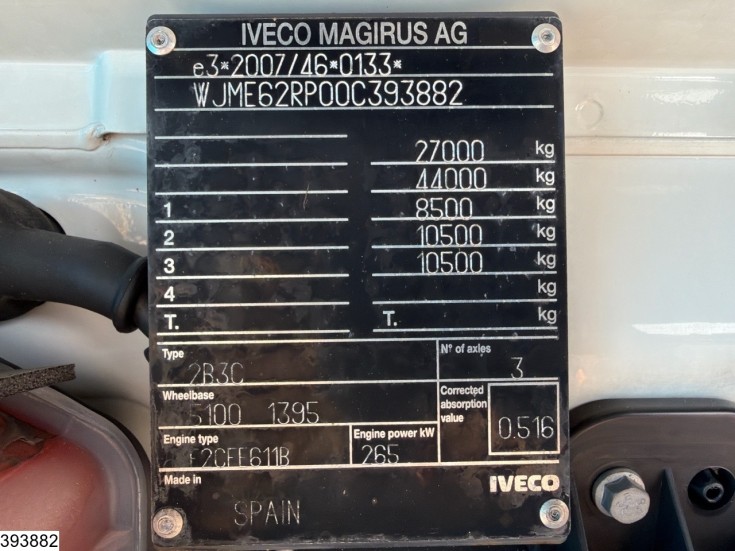 IVECO MAGIRUS AG
e3*2007/46*0133*
WJME62RP00C393882
27000 kg
44000 kg
1 8500 kg
2 10500 kg
3 10500 kg
4 kg
T. T. kg
Type Nº of axles
2B3C 3
Wheelbase Corrected absorption value
5100 1395 0.516
Engine type Engine power kW
F2CFE611B 265
Made in IVECO
SPAIN
393882